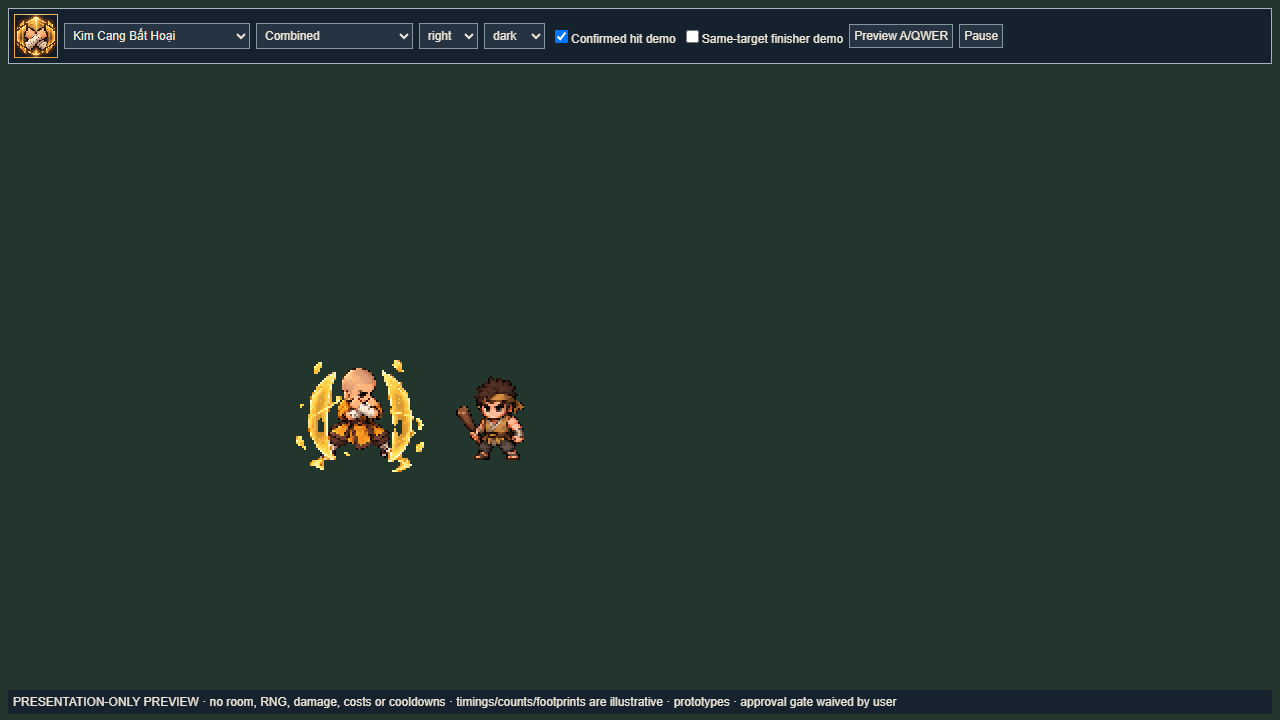 Kim Cang Bất Hoại Combined right dark Confirmed hit demo Same-target finisher demo Preview A/QWER Pause
PRESENTATION-ONLY PREVIEW · no room, RNG, damage, costs or cooldowns · timings/counts/footprints are illustrative · prototypes · approval gate waived by user